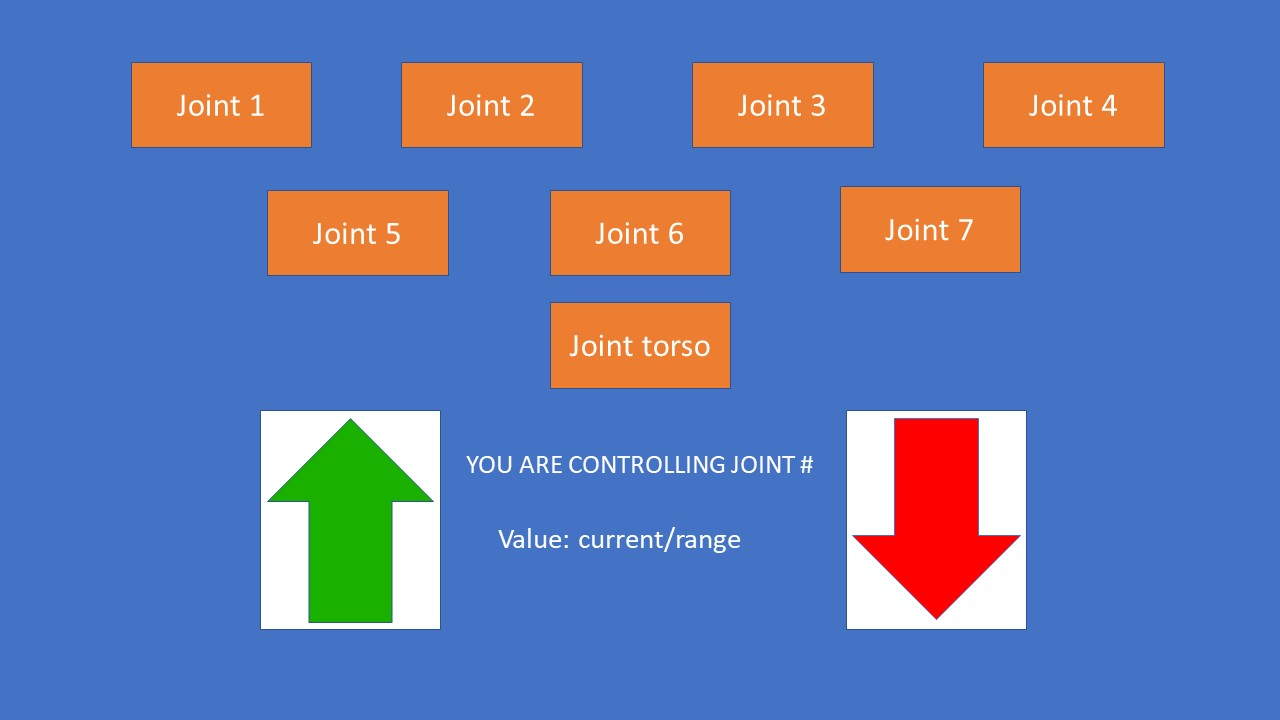 Joint 1
Joint 2
Joint 3
Joint 4
Joint 5
Joint 6
Joint 7
Joint torso
YOU ARE CONTROLLING JOINT #
Value: current/range